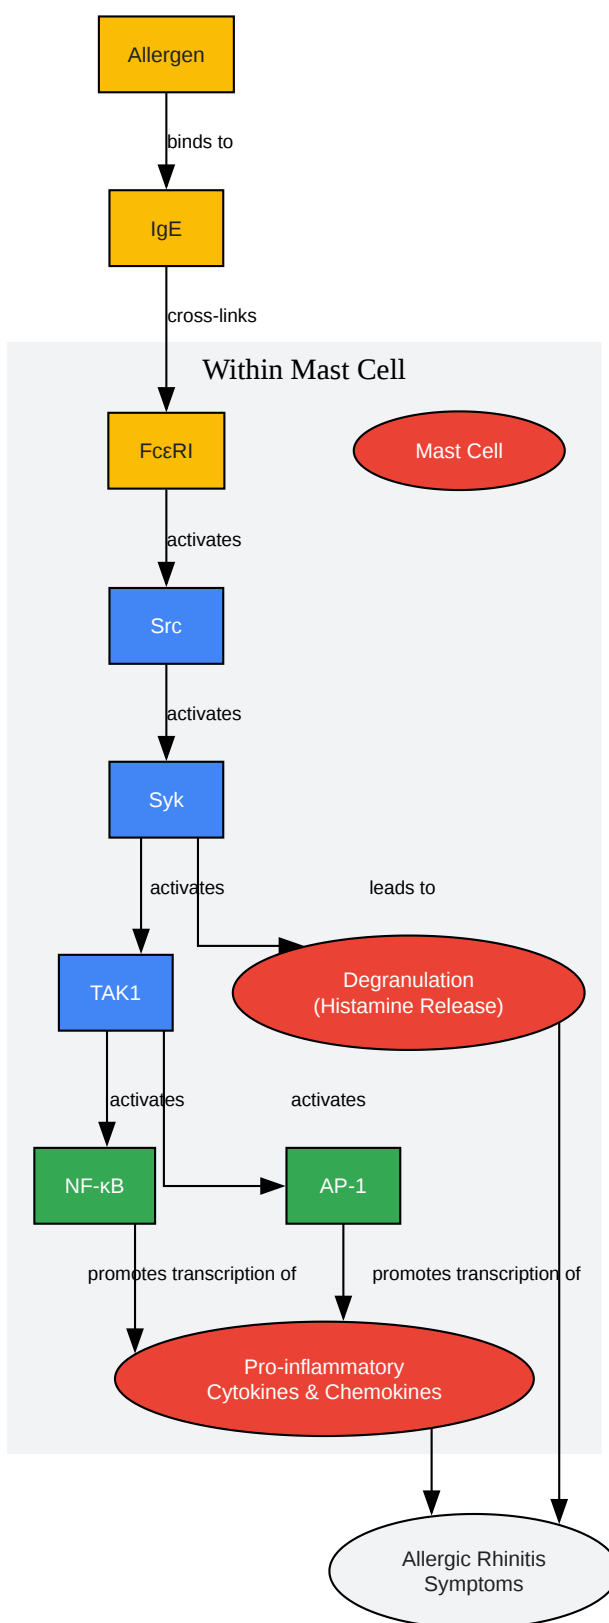 Allergen
binds to
IgE
cross-links
Within Mast Cell
FcεRI
Mast Cell
activates
Src
activates
Syk
activates
leads to
TAK1
Degranulation
(Histamine Release)
activates
activates
NF-κB
AP-1
promotes transcription of
promotes transcription of
Pro-inflammatory
Cytokines & Chemokines
Allergic Rhinitis
Symptoms